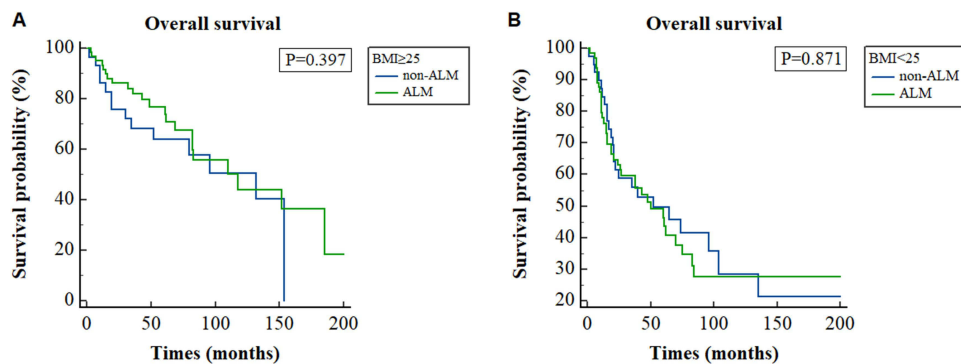 A
Overall survival
P=0.397
BMI≥25
non-ALM
ALM
Survival probability (%)
100
80
60
40
20
0
0 50 100 150 200
Times (months)
B
Overall survival
P=0.871
BMI<25
non-ALM
ALM
Survival probability (%)
100
90
80
70
60
50
40
30
20
0 50 100 150 200
Times (months)